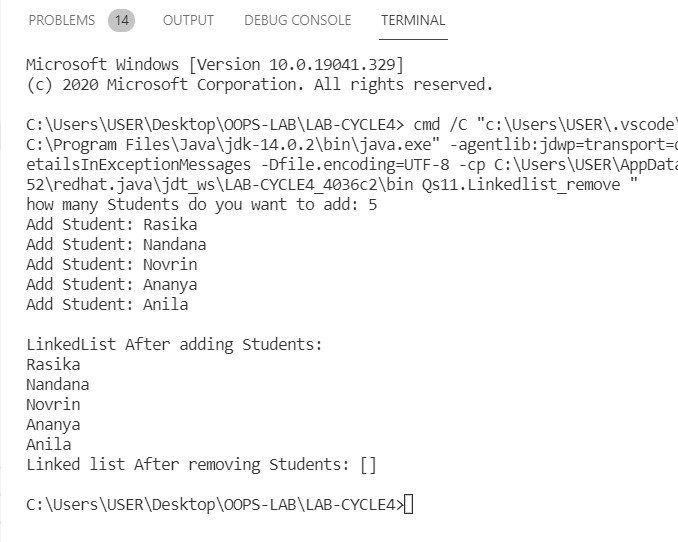 PROBLEMS 14 OUTPUT DEBUG CONSOLE TERMINAL
Microsoft Windows [Version 10.0.19041.329]
(c) 2020 Microsoft Corporation. All rights reserved.
C:\Users\USER\Desktop\OOPS-LAB\LAB-CYCLE4> cmd /C "c:\Users\USER\.vscode\
C:\Program Files\Java\jdk-14.0.2\bin\java.exe" -agentlib:jdwp=transport=d
etailsInExceptionMessages -Dfile.encoding=UTF-8 -cp C:\Users\USER\AppData
52\redhat.java\jdt_ws\LAB-CYCLE4_4036c2\bin Qs11.Linkedlist_remove "
how many Students do you want to add: 5
Add Student: Rasika
Add Student: Nandana
Add Student: Novrin
Add Student: Ananya
Add Student: Anila
LinkedList After adding Students:
Rasika
Nandana
Novrin
Ananya
Anila
Linked list After removing Students: []
C:\Users\USER\Desktop\OOPS-LAB\LAB-CYCLE4>